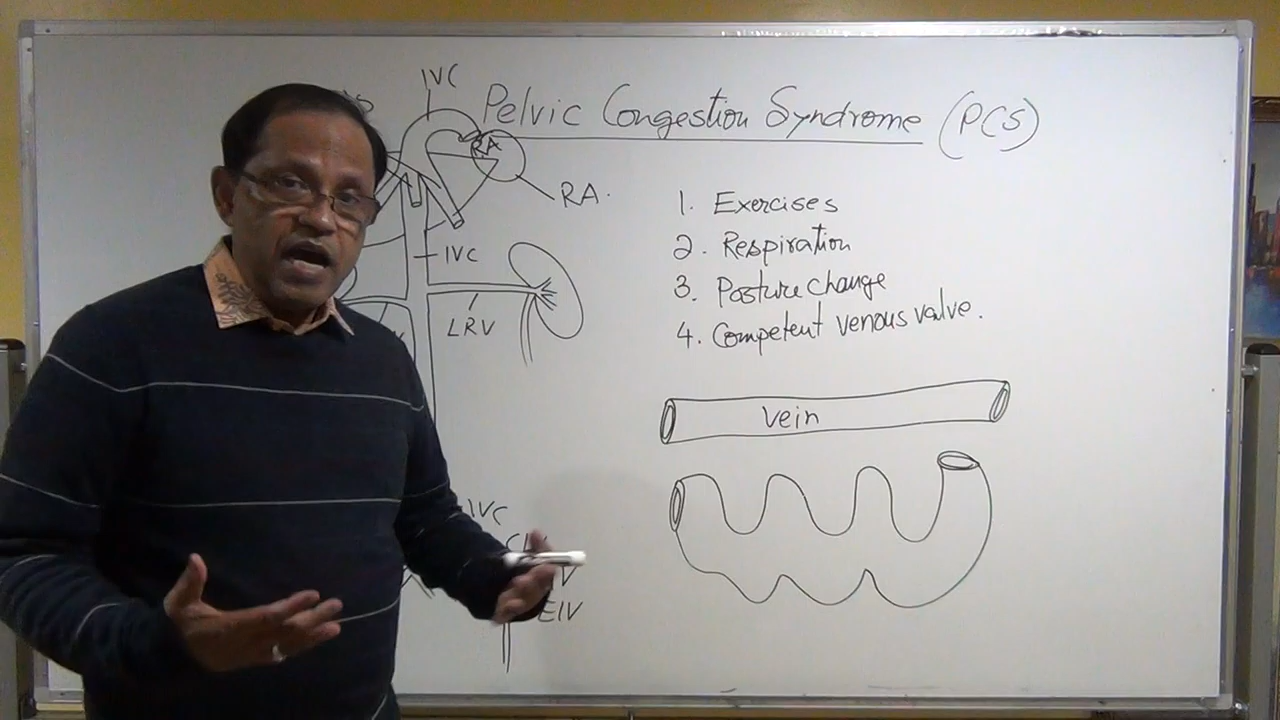 IVC
Pelvic Congestion Syndrome (PCS)
RA
RA.
IVC
LRV
1. Exercises
2. Respiration
3. Posture change
4. Competent venous valve.
Vein
IVC
EIV